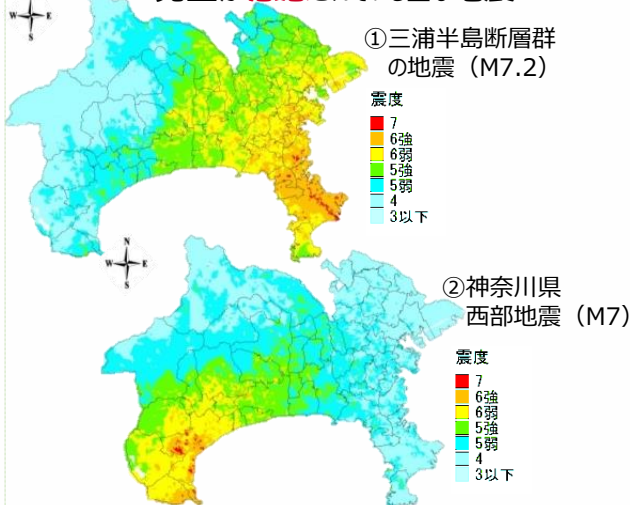 W E
S
①三浦半島断層群
の地震（M7.2）
震度
7
6強
6弱
5強
5弱
4
3以下
N
W E
S
②神奈川県
西部地震（M7）
震度
7
6強
6弱
5強
5弱
4
3以下